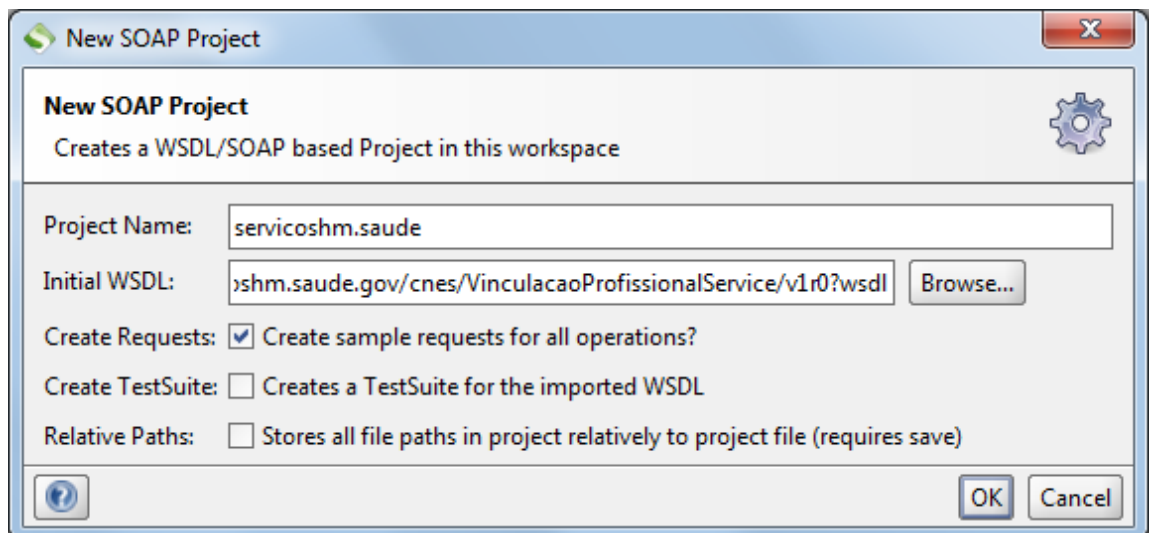 New SOAP Project
New SOAP Project
Creates a WSDL/SOAP based Project in this workspace
Project Name: servicoshm.saude
Initial WSDL: oshm.saude.gov/cnes/VinculacaoProfissionalService/v1r0?wsdl Browse...
Create Requests: Create sample requests for all operations?
Create TestSuite: Creates a TestSuite for the imported WSDL
Relative Paths: Stores all file paths in project relatively to project file (requires save)
OK Cancel